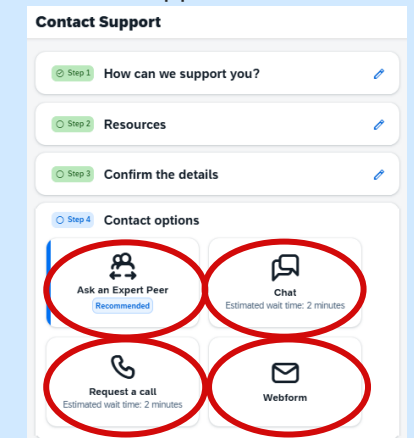 Contact Support
Step 1 How can we support you?
Step 2 Resources
Step 3 Confirm the details
Step 4 Contact options
Ask an Expert Peer
Recommended
Chat
Estimated wait time: 2 minutes
Request a call
Estimated wait time: 2 minutes
Webform